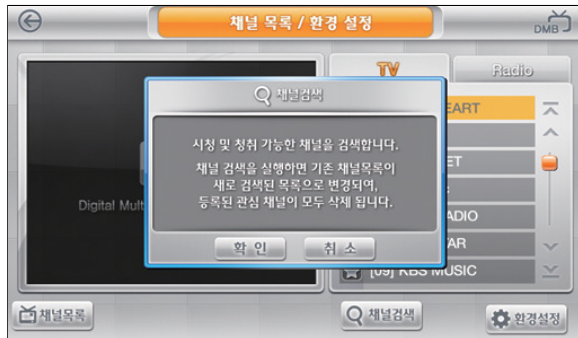 채널 목록 / 환경 설정
DMB
TV
Radio
채널검색
시청 및 청취 가능한 채널을 검색합니다.
채널 검색을 실행하면 기존 채널목록이
새로 검색된 목록으로 변경되며,
등록된 관심 채널이 모두 삭제 됩니다.
확 인
취 소
EART
ET
ADIO
AR
[09] KBS MUSIC
Digital Mult
채널목록
채널검색
환경설정